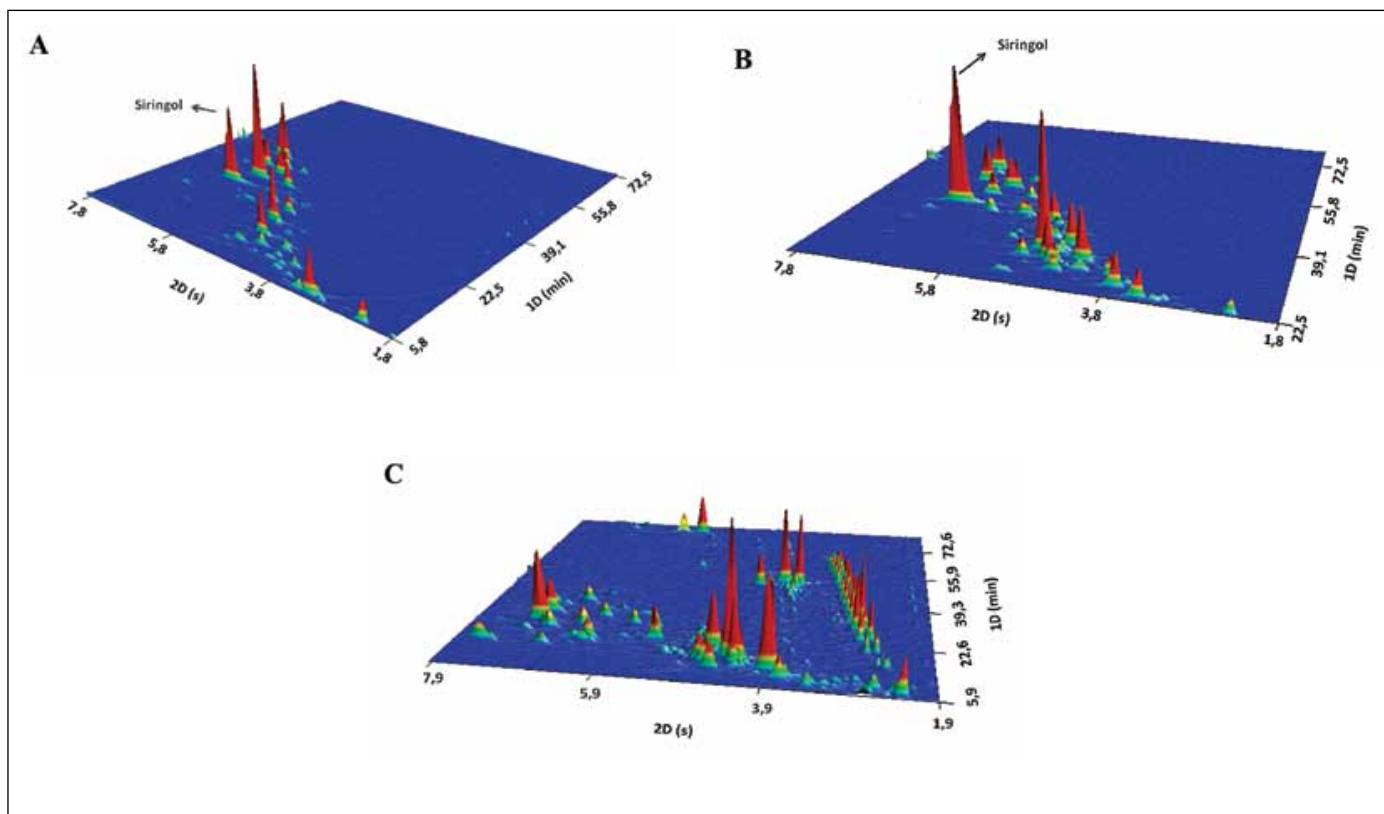 A
Siringol
7,8
5,8
3,8
1,8
2D (s)
5,8
22,5
39,1
55,8
72,5
1D (min)
B
Siringol
7,8
5,8
3,8
1,8
2D (s)
22,5
39,1
55,8
72,5
1D (min)
C
7,9
5,9
3,9
1,9
2D (s)
5,9
22,6
39,3
55,9
72,6
1D (min)